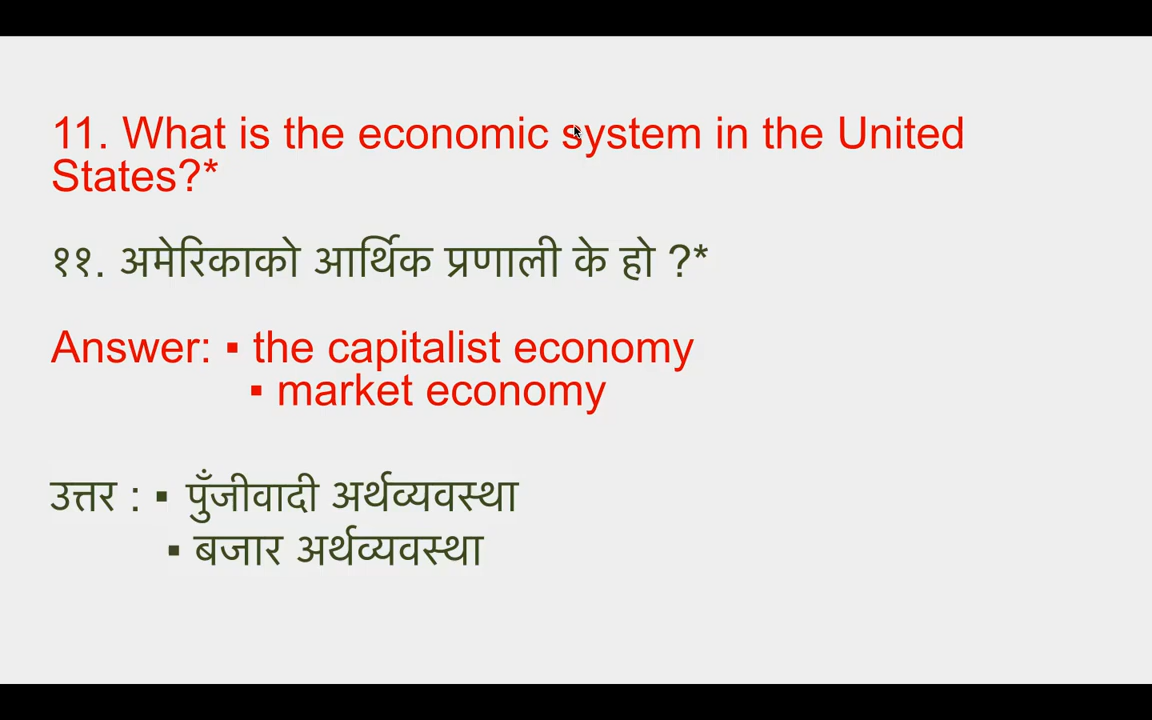 11. What is the economic system in the United
States?*
११. अमेरिकाको आर्थिक प्रणाली के हो ?*
Answer: ▪ the capitalist economy
▪ market economy
उत्तर : ▪ पुँजीवादी अर्थव्यवस्था
▪ बजार अर्थव्यवस्था